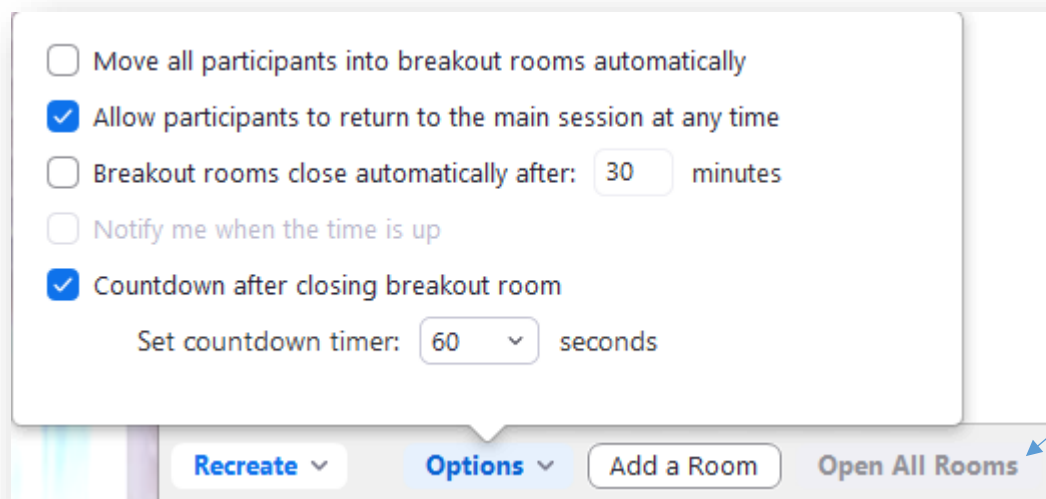 Move all participants into breakout rooms automatically
Allow participants to return to the main session at any time
Breakout rooms close automatically after: 30 minutes
Notify me when the time is up
Countdown after closing breakout room
Set countdown timer: 60 seconds
Recreate Options Add a Room Open All Rooms